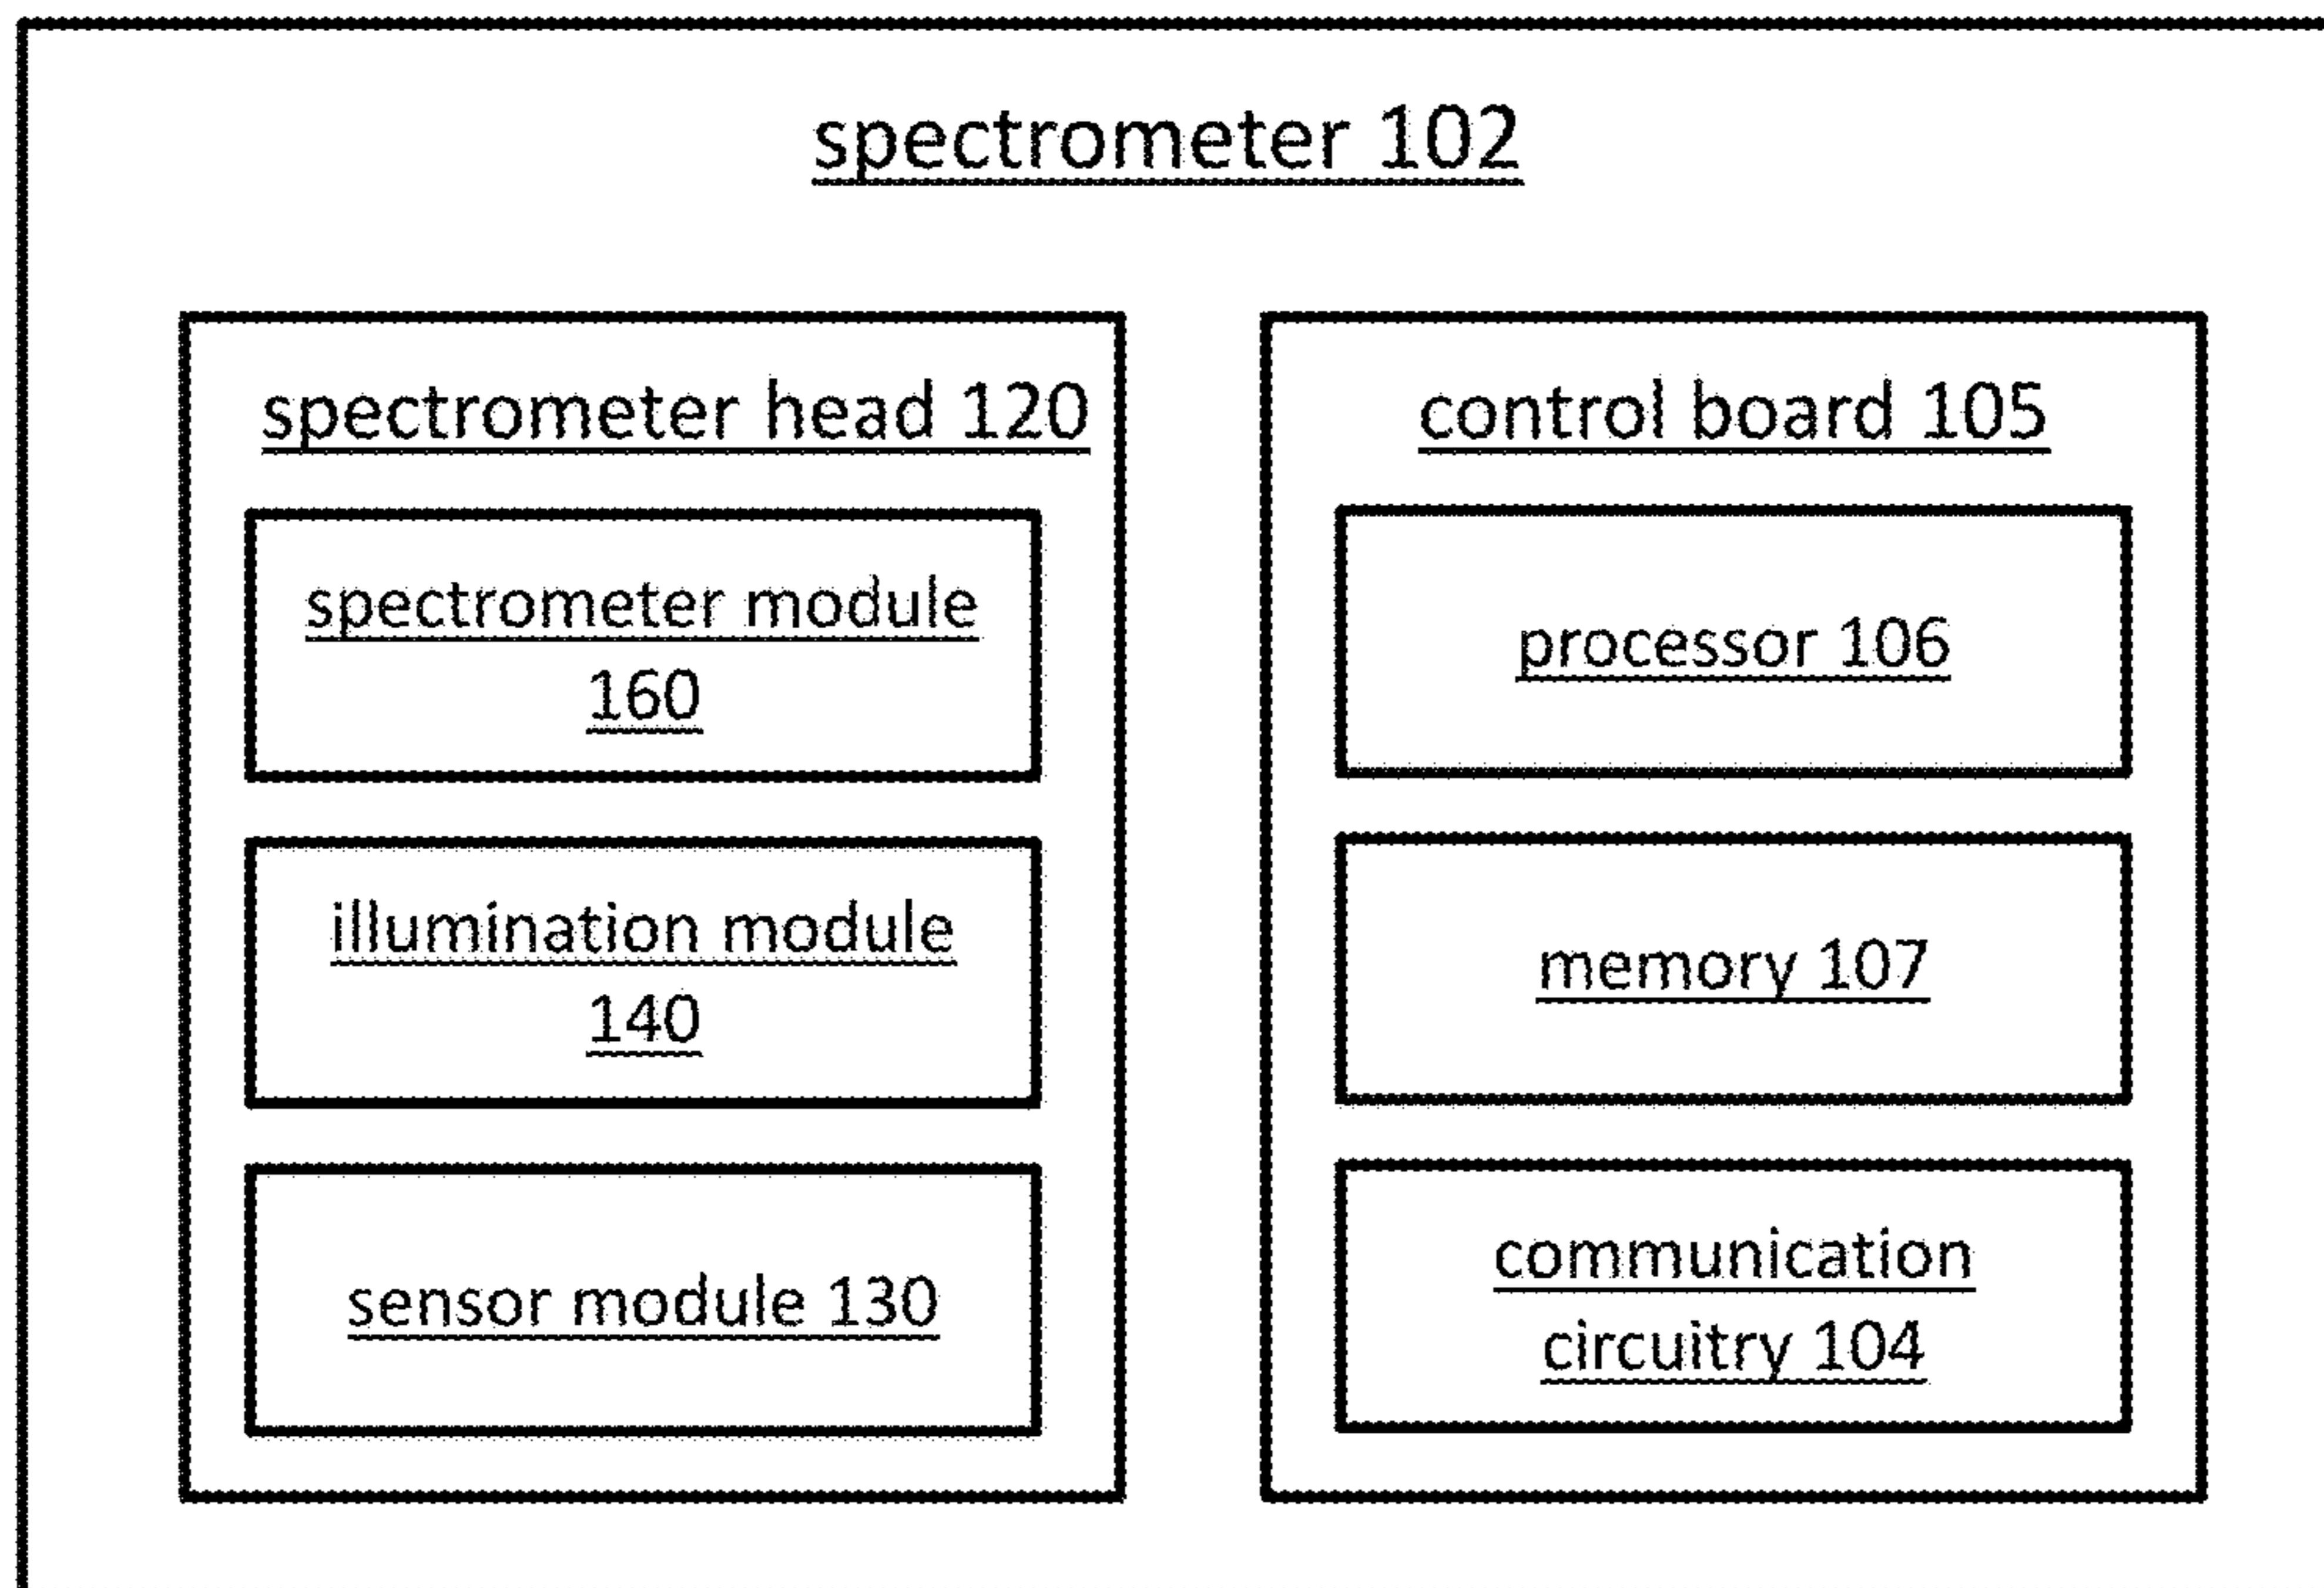 spectrometer 102
spectrometer head 120
spectrometer module
160
illumination module
140
sensor module 130
control board 105
processor 106
memory 107
communication
circuitry 104